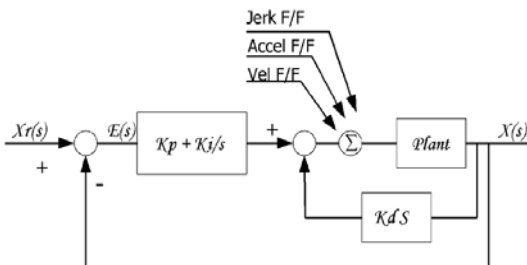 Jerk F/F
Accel F/F
Vel F/F
Xr(s)
E(s)
Kp + Ki/s
+
Σ
Plant
X(s)
+
-
Kd S